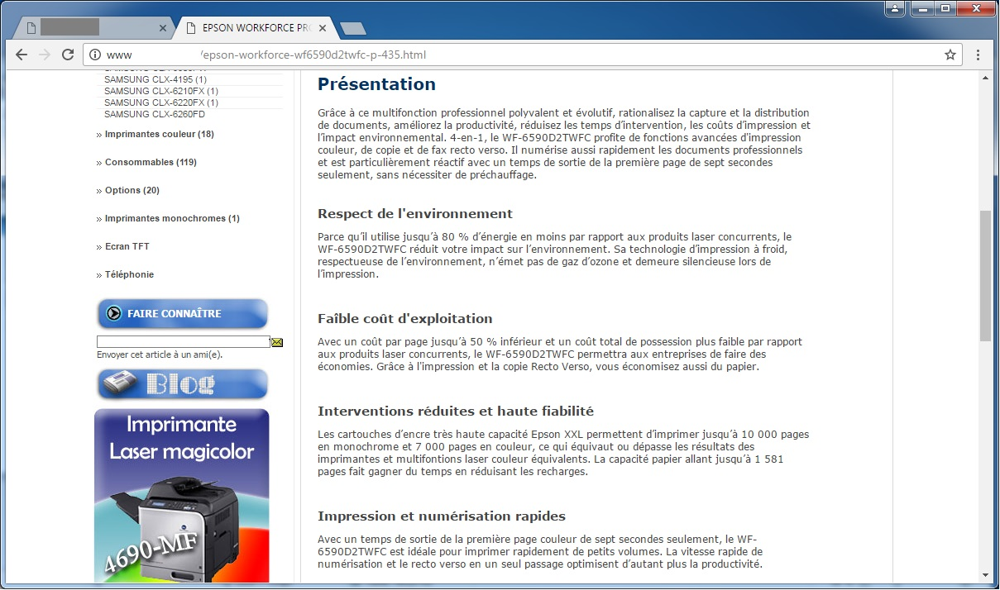 EPSON WORKFORCE PR
www
/epson-workforce-wf6590d2twfc-p-435.html
SAMSUNG CLX-4195 (1)
SAMSUNG CLX-6210FX (1)
SAMSUNG CLX-6220FX (1)
SAMSUNG CLX-6260FD
» Imprimantes couleur (18)
» Consommables (119)
» Options (20)
» Imprimantes monochromes (1)
» Ecran TFT
» Téléphonie
FAIRE CONNAÎTRE
Envoyer cet article à un ami(e).
Blog
Imprimante
Laser magicolor
4690-MF
Présentation
Grâce à ce multifonction professionnel polyvalent et évolutif, rationalisez la capture et la distribution
de documents, améliorez la productivité, réduisez les temps d’intervention, les coûts d’impression et
l’impact environnemental. 4-en-1, le WF-6590D2TWFC profite de fonctions avancées d'impression
couleur, de copie et de fax recto verso. Il numérise aussi rapidement les documents professionnels
et est particulièrement réactif avec un temps de sortie de la première page de sept secondes
seulement, sans nécessiter de préchauffage.
Respect de l'environnement
Parce qu’il utilise jusqu’à 80 % d’énergie en moins par rapport aux produits laser concurrents, le
WF-6590D2TWFC réduit votre impact sur l’environnement. Sa technologie d’impression à froid,
respectueuse de l’environnement, n’émet pas de gaz d’ozone et demeure silencieuse lors de
l’impression.
Faîble coût d'exploitation
Avec un coût par page jusqu’à 50 % inférieur et un coût total de possession plus faible par rapport
aux produits laser concurrents, le WF-6590D2TWFC permettra aux entreprises de faire des
économies. Grâce à l'impression et la copie Recto Verso, vous économisez aussi du papier.
Interventions réduites et haute fiabilité
Les cartouches d’encre très haute capacité Epson XXL permettent d’imprimer jusqu’à 10 000 pages
en monochrome et 7 000 pages en couleur, ce qui équivaut ou dépasse les résultats des
imprimantes et multifontions laser couleur équivalents. La capacité papier allant jusqu’à 1 581
pages fait gagner du temps en réduisant les recharges.
Impression et numérisation rapides
Avec un temps de sortie de la première page couleur de sept secondes seulement, le WF-
6590D2TWFC est idéale pour imprimer rapidement de petits volumes. La vitesse rapide de
numérisation et le recto verso en un seul passage optimisent d’autant plus la productivité.